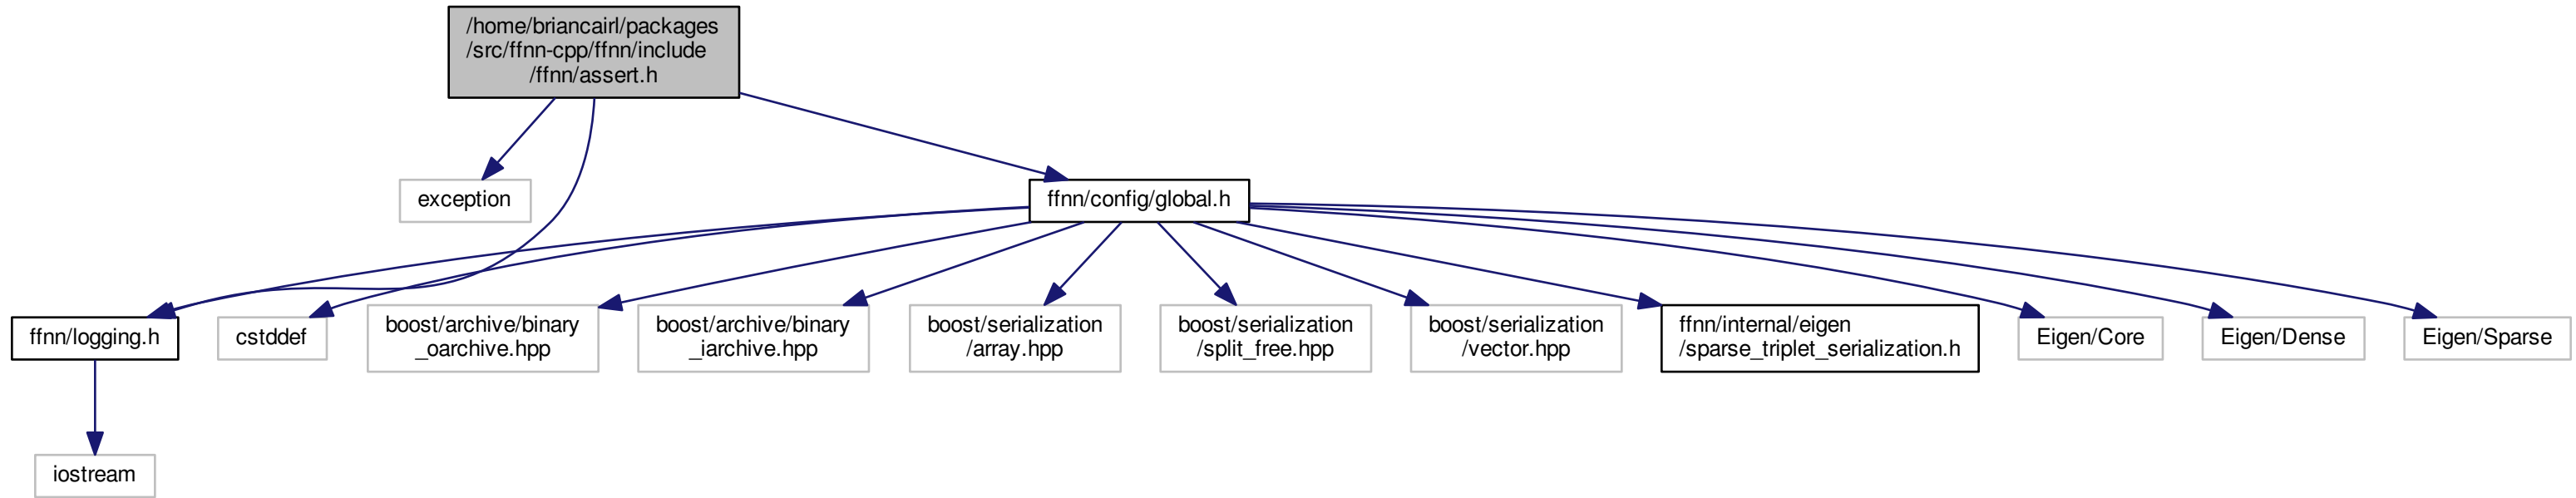 /home/briancairl/packages
/src/ffnn-cpp/ffnn/include
/ffnn/assert.h
exception
ffnn/config/global.h
ffnn/logging.h
cstddef
boost/archive/binary
_oarchive.hpp
boost/archive/binary
_iarchive.hpp
boost/serialization
/array.hpp
boost/serialization
/split_free.hpp
boost/serialization
/vector.hpp
ffnn/internal/eigen
/sparse_triplet_serialization.h
Eigen/Core
Eigen/Dense
Eigen/Sparse
iostream